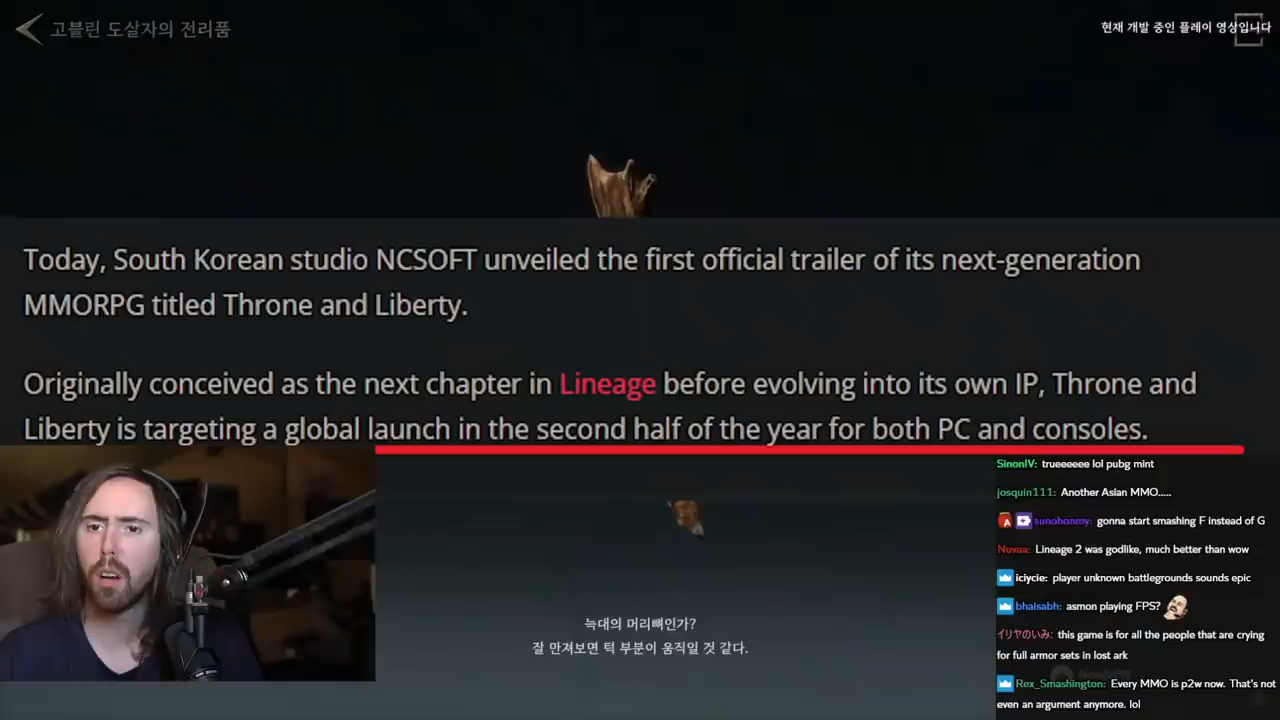 고블린 도살자의 전리품
현재 개발 중인 플레이 영상입니다
Today, South Korean studio NCSOFT unveiled the first official trailer of its next-generation
MMORPG titled Throne and Liberty.
Originally conceived as the next chapter in Lineage before evolving into its own IP, Throne and
Liberty is targeting a global launch in the second half of the year for both PC and consoles.
늑대의 머리뼈인가?
잘 만져보면 턱 부분이 움직일 것 같다.
SinonIV: trueeeeee lol pubg mint
josquin111: Another Asian MMO.....
sunohonmy: gonna start smashing F instead of G
Nuvaa: Lineage 2 was godlike, much better than wow
iciycie: player unknown battlegrounds sounds epic
bhaisabh: asmon playing FPS?
イリヤのいみ: this game is for all the people that are crying
for full armor sets in lost ark
Rex_Smashington: Every MMO is p2w now. That's not
even an argument anymore. lol